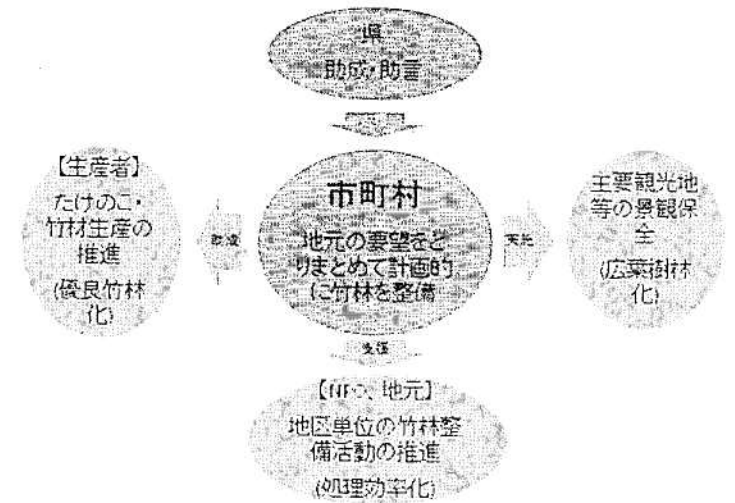 県
助成・助言
【生産者】
たけのこ・
竹材生産の
推進
(優良竹林
化)
市町村
地元の要望をと
りまとめて計画的
に竹林を整備
実施
主要観光地
等の景観保
全
(広葉樹林
化)
支援
【NPO、地元】
地区単位の竹林整
備活動の推進
(処理効率化)